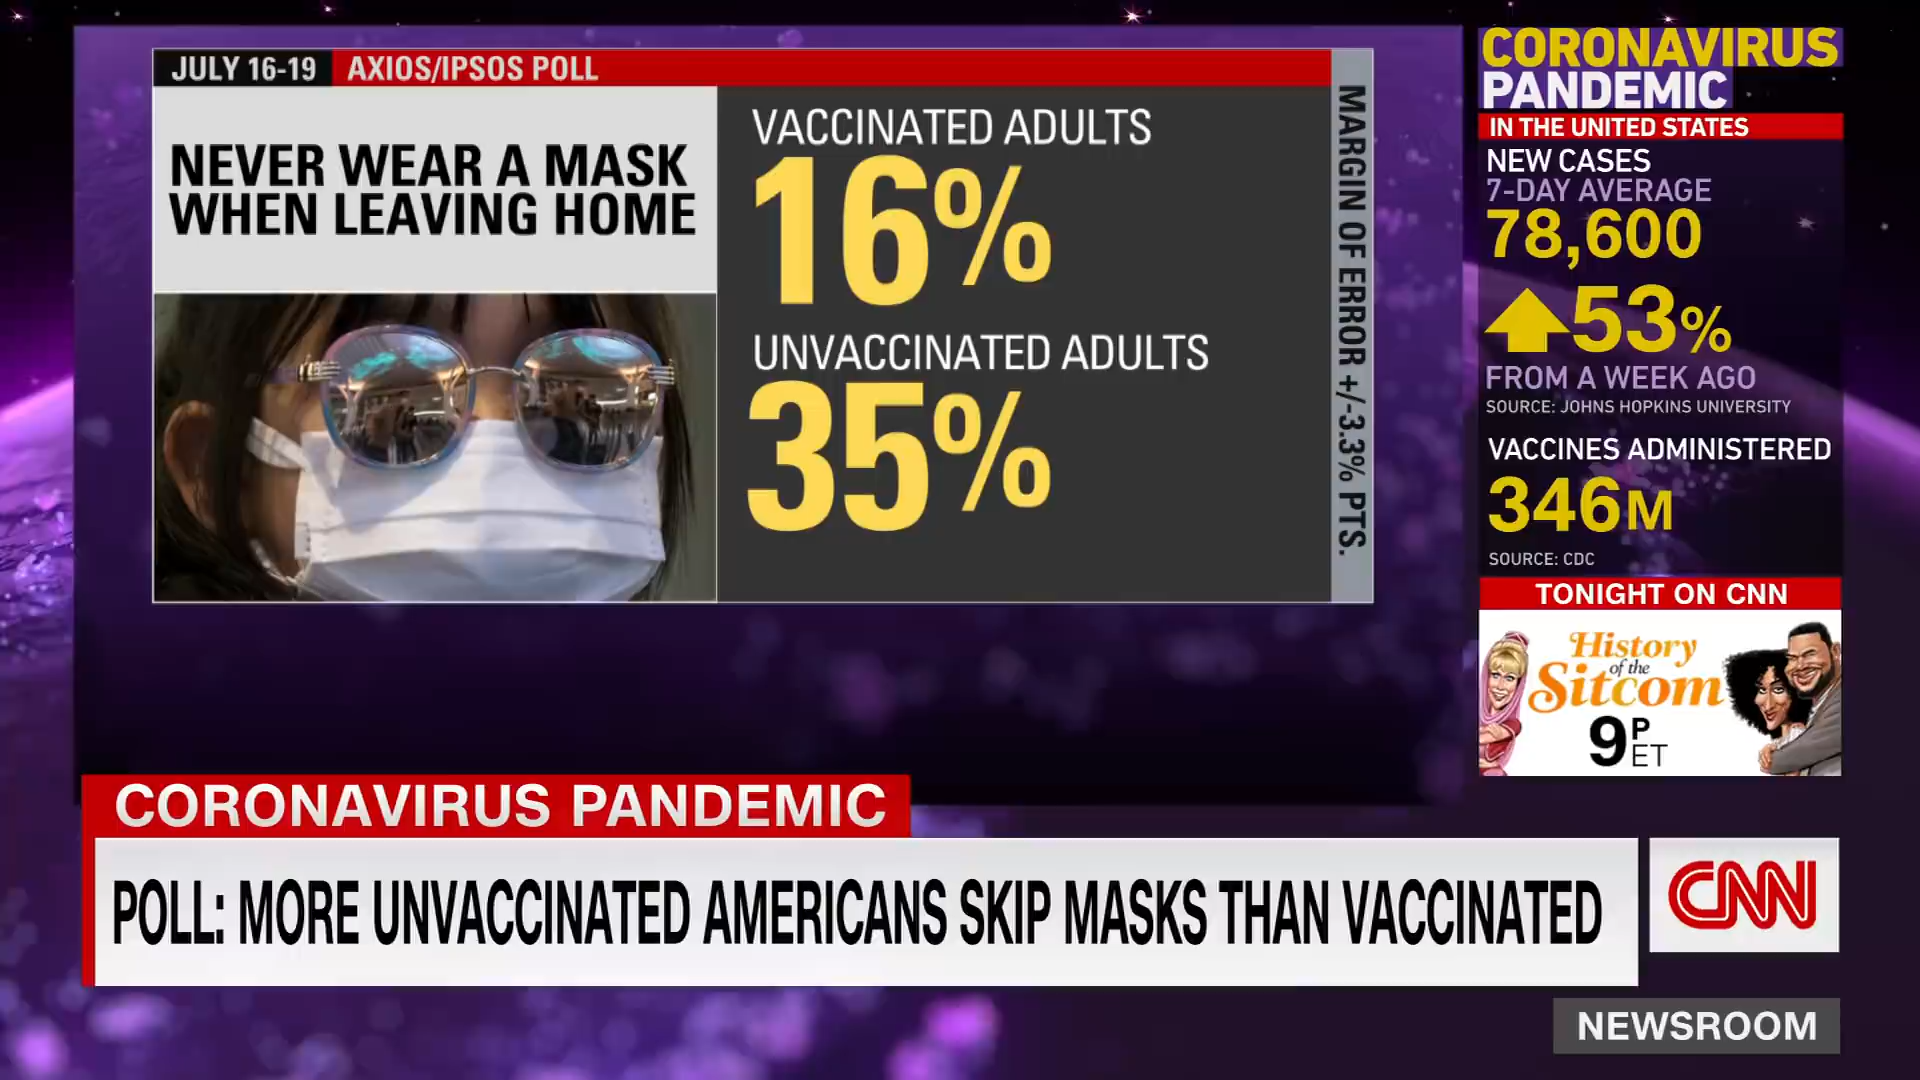 JULY 16-19 AXIOS/IPSOS POLL
NEVER WEAR A MASK
WHEN LEAVING HOME
VACCINATED ADULTS
16%
UNVACCINATED ADULTS
35%
MARGIN OF ERROR +/-3.3% PTS.
CORONAVIRUS
PANDEMIC
IN THE UNITED STATES
NEW CASES
7-DAY AVERAGE
78,600
53%
FROM A WEEK AGO
SOURCE: JOHNS HOPKINS UNIVERSITY
VACCINES ADMINISTERED
346M
SOURCE: CDC
TONIGHT ON CNN
History
of the
Sitcom
9P
ET
CORONAVIRUS PANDEMIC
POLL: MORE UNVACCINATED AMERICANS SKIP MASKS THAN VACCINATED
CNN
NEWSROOM